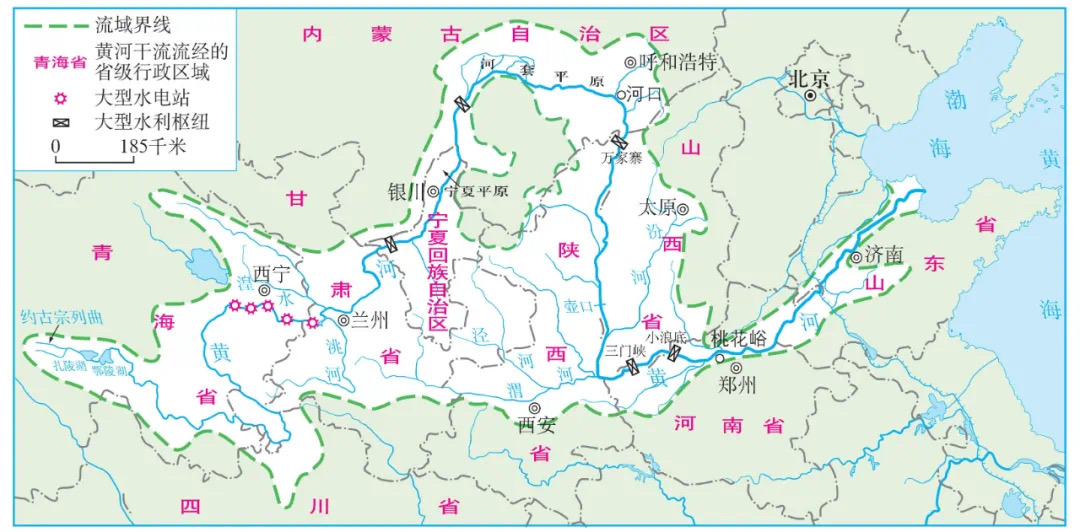 流域界线
青海省
黄河干流流经的
省级行政区域
大型水电站
大型水利枢纽
0
185千米
内蒙古自治区
呼和浩特
河套平原
河口
北京
渤海
黄海
万家寨
山西省
银川
宁夏平原
太原
甘肃省
宁夏回族自治区
陕西省
汾河
青海省
西宁
湟水
山东省
济南
兰州
壶口
约古宗列曲
黄河
洮河
泾河
渭河
小浪底
三门峡
桃花峪
黄河
扎陵湖
鄂陵湖
郑州
西安
河南省
四川省